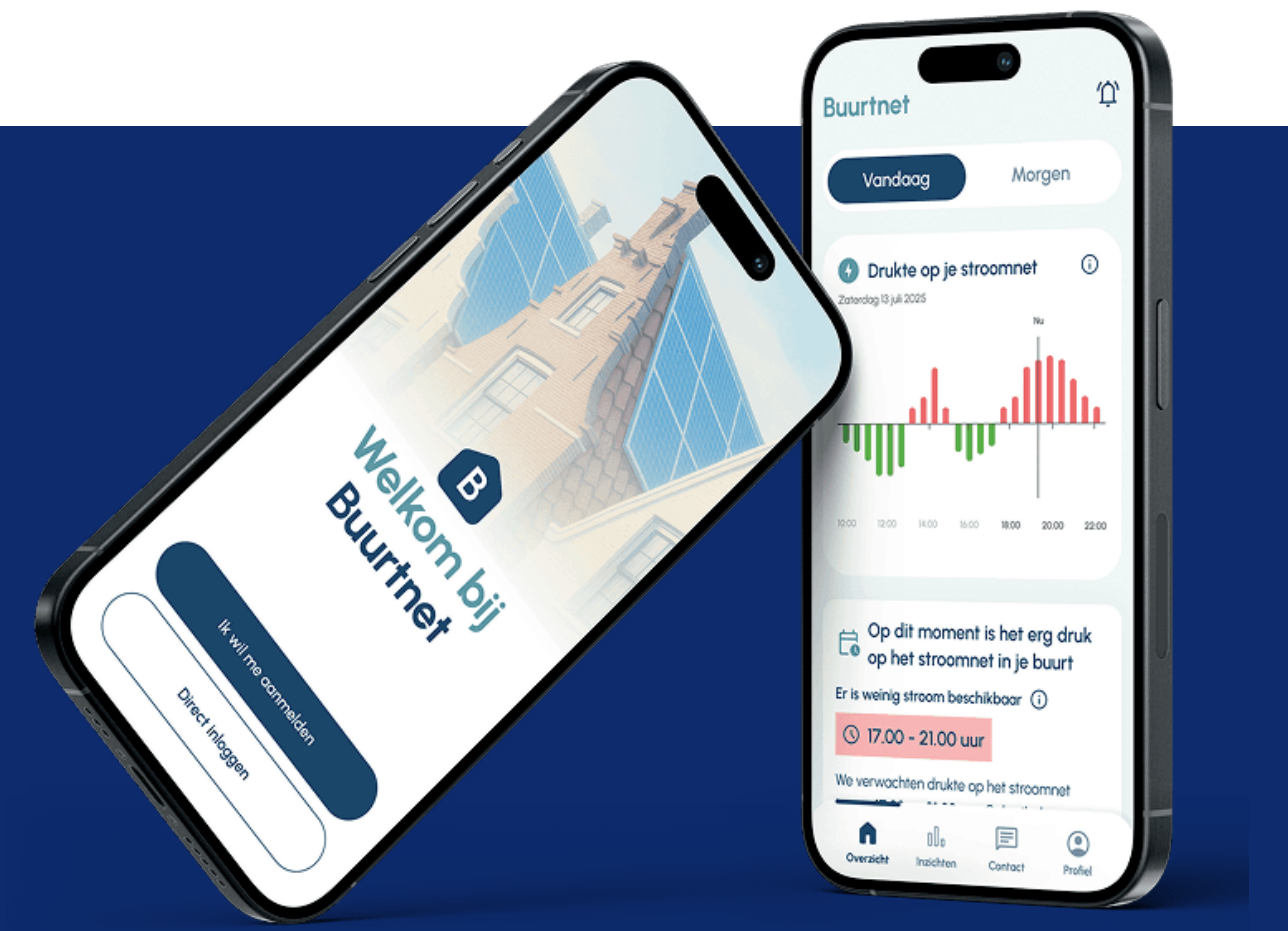 B
Welkom bij
Buurtnet
Ik wil me aanmelden
Direct inloggen
Buurtnet
Vandaag
Morgen
Drukte op je stroomnet
Zaterdag 13 juli 2025
Nu
10:00 12:00 14:00 16:00 18:00 20:00 22:00
Op dit moment is het erg druk
op het stroomnet in je buurt
Er is weinig stroom beschikbaar
17.00 - 21.00 uur
We verwachten drukte op het stroomnet
Overzicht
Inzichten
Contact
Profiel